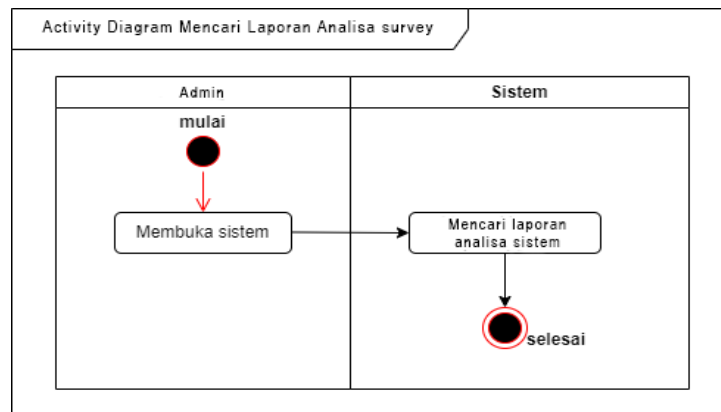 Activity Diagram Mencari Laporan Analisa survey
Admin
Sistem
mulai
Membuka sistem
Mencari laporan
analisa sistem
selesai